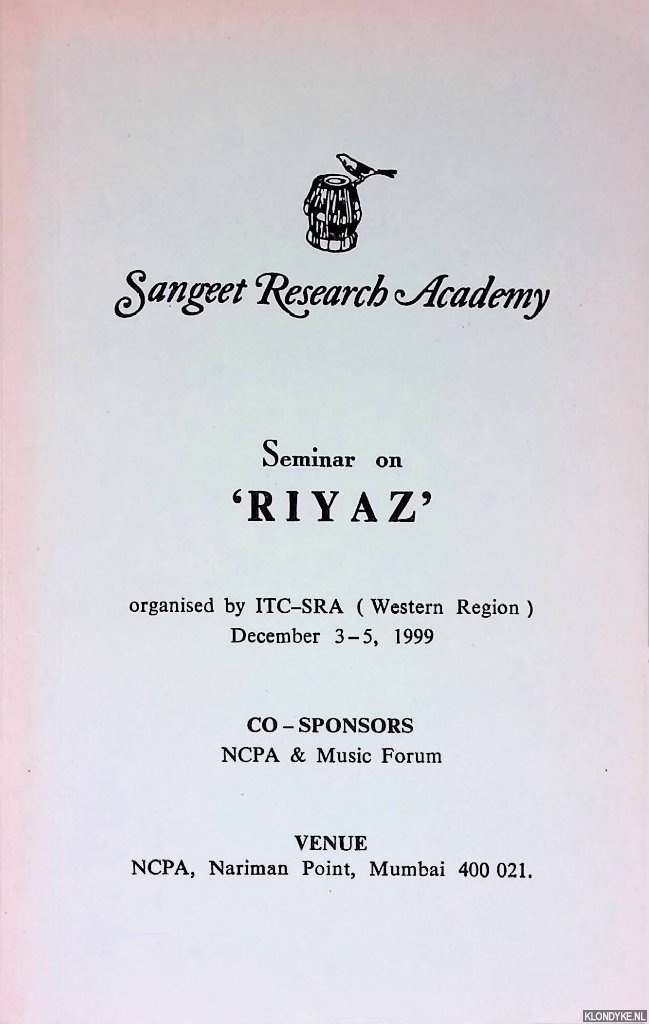 Sangeet Research Academy
Seminar on
‘RIYAZ’
organised by ITC–SRA ( Western Region )
December 3–5, 1999
CO – SPONSORS
NCPA & Music Forum
VENUE
NCPA, Nariman Point, Mumbai 400 021.
KLONDYKE.NL